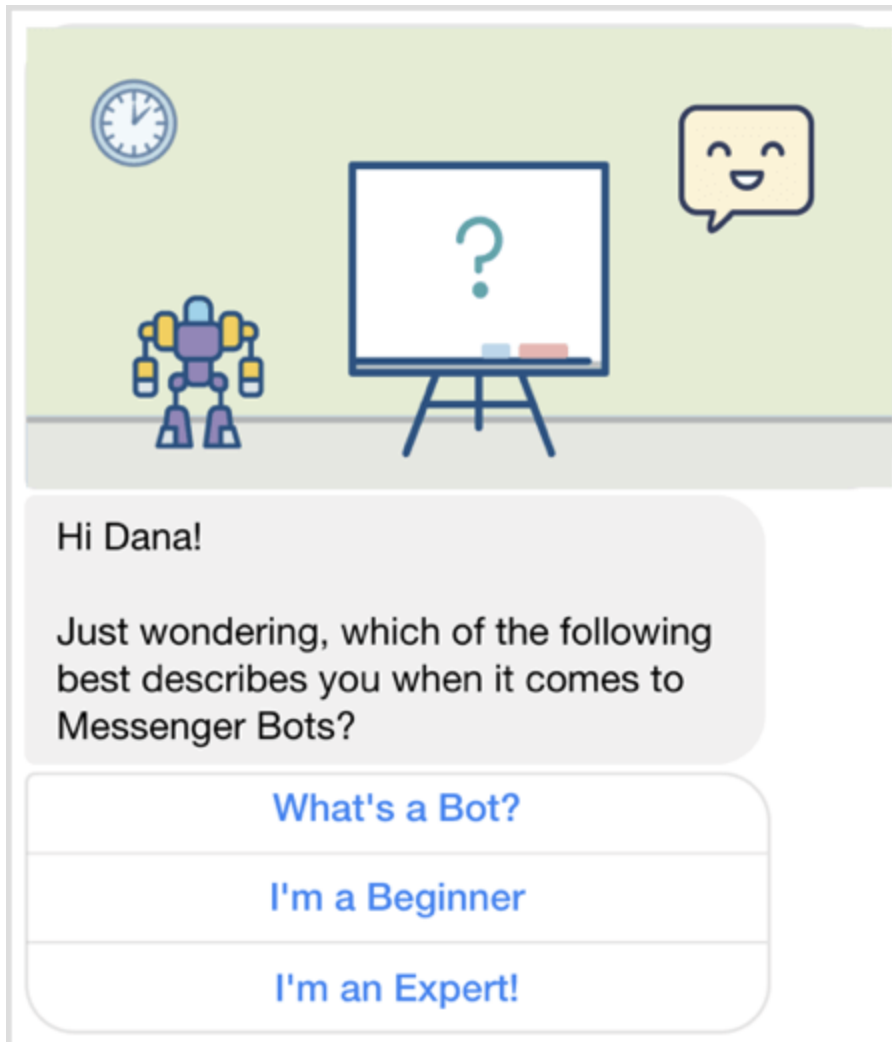 ?
Hi Dana!
Just wondering, which of the following
best describes you when it comes to
Messenger Bots?
What's a Bot?
I'm a Beginner
I'm an Expert!